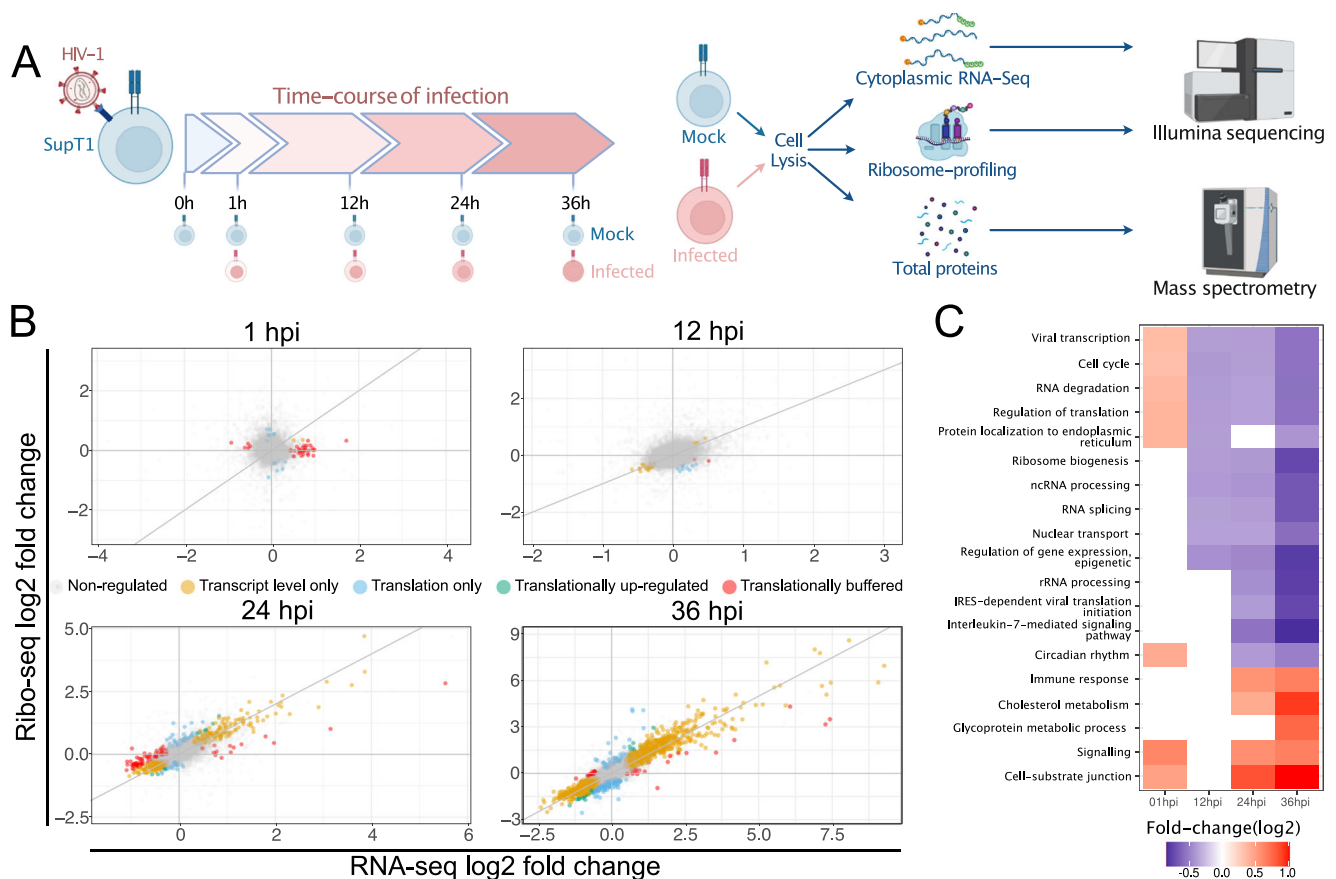 A
HIV-1
SupT1
Time-course of infection
0h 1h 12h 24h 36h
Mock
Infected
Mock
Infected
Cell
Lysis
Cytoplasmic RNA-Seq
Ribosome-profiling
Total proteins
Illumina sequencing
Mass spectrometry
B
Ribo-seq log2 fold change
1 hpi
2
0
−2
−4 −2 0 2 4
12 hpi
2
0
−2
−2 −1 0 1 2 3
Non-regulated Transcript level only Translation only Translationally up-regulated Translationally buffered
24 hpi
5.0
2.5
0.0
−2.5
0 2 4 6
36 hpi
9
6
3
0
−3
−2.5 0.0 2.5 5.0 7.5
RNA-seq log2 fold change
C
Viral transcription
Cell cycle
RNA degradation
Regulation of translation
Protein localization to endoplasmic
reticulum
Ribosome biogenesis
ncRNA processing
RNA splicing
Nuclear transport
Regulation of gene expression,
epigenetic
rRNA processing
IRES-dependent viral translation
initiation
Interleukin-7-mediated signaling
pathway
Circadian rhythm
Immune response
Cholesterol metabolism
Glycoprotein metabolic process
Signalling
Cell-substrate junction
01hpi 12hpi 24hpi 36hpi
Fold-change(log2)
-0.5 0.0 0.5 1.0